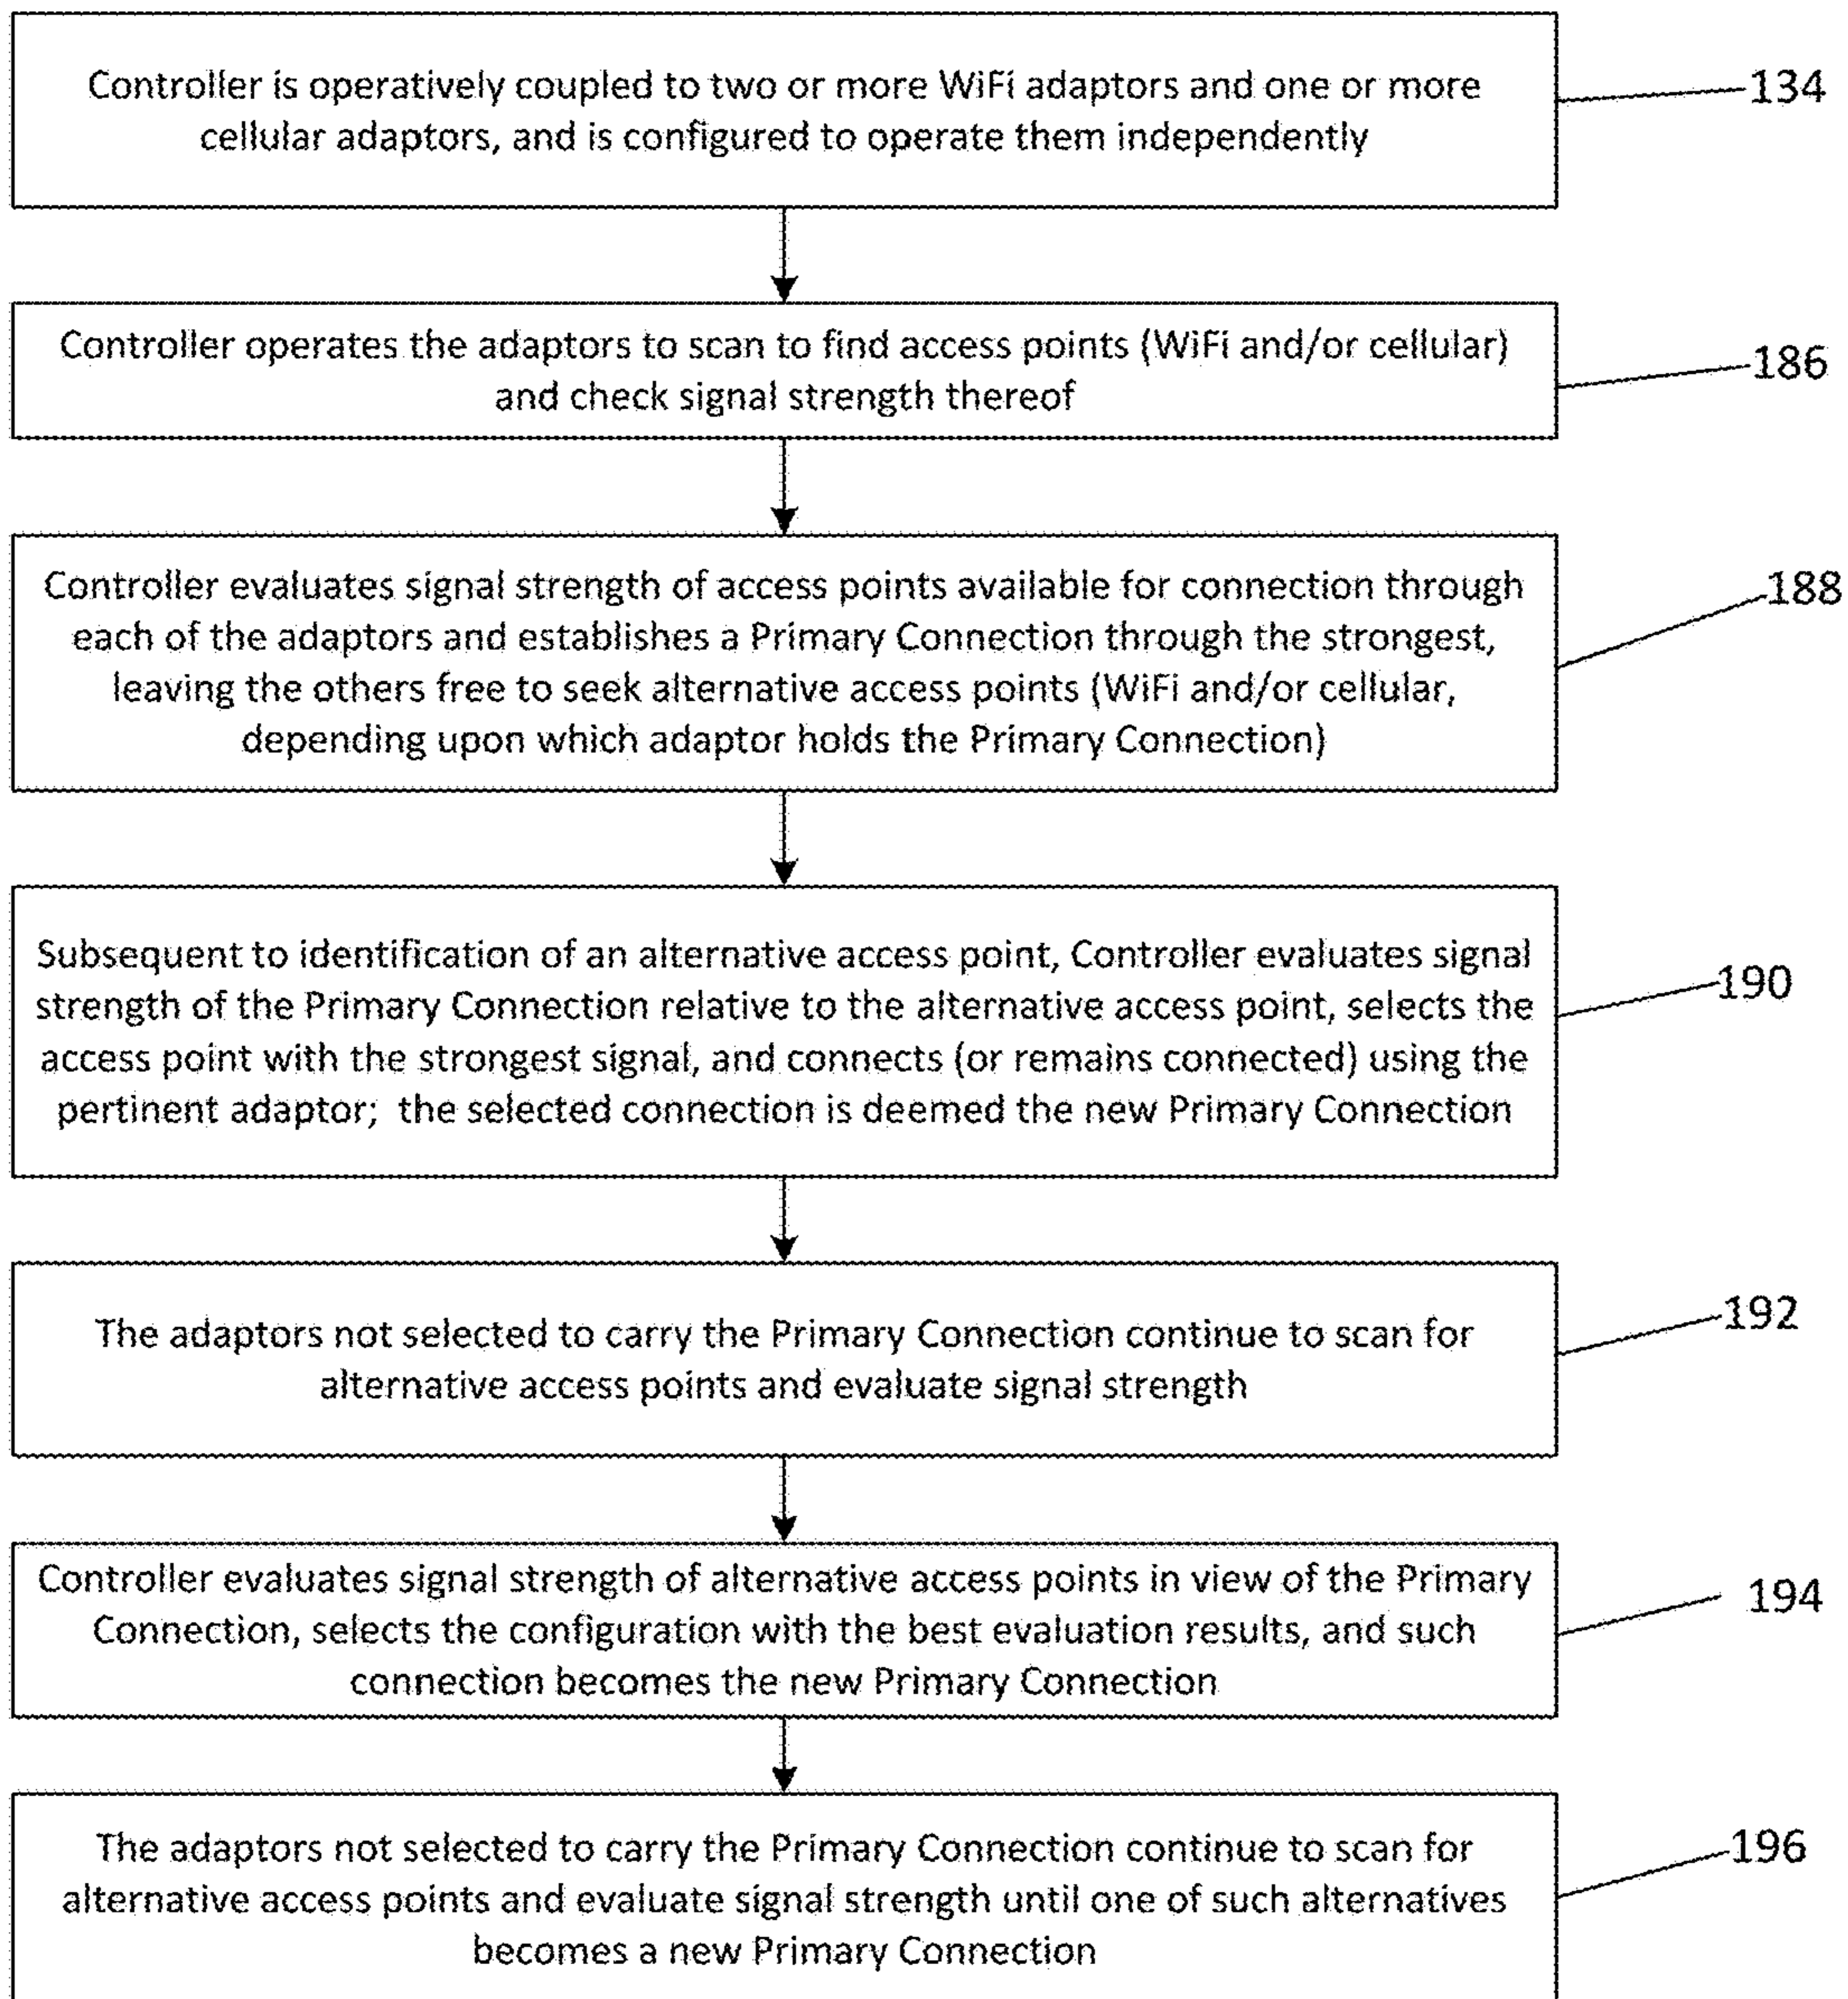 Controller is operatively coupled to two or more WiFi adaptors and one or more
cellular adaptors, and is configured to operate them independently
134
Controller operates the adaptors to scan to find access points (WiFi and/or cellular)
and check signal strength thereof
186
Controller evaluates signal strength of access points available for connection through
each of the adaptors and establishes a Primary Connection through the strongest,
leaving the others free to seek alternative access points (WiFi and/or cellular,
depending upon which adaptor holds the Primary Connection)
188
Subsequent to identification of an alternative access point, Controller evaluates signal
strength of the Primary Connection relative to the alternative access point, selects the
access point with the strongest signal, and connects (or remains connected) using the
pertinent adaptor; the selected connection is deemed the new Primary Connection
190
The adaptors not selected to carry the Primary Connection continue to scan for
alternative access points and evaluate signal strength
192
Controller evaluates signal strength of alternative access points in view of the Primary
Connection, selects the configuration with the best evaluation results, and such
connection becomes the new Primary Connection
194
The adaptors not selected to carry the Primary Connection continue to scan for
alternative access points and evaluate signal strength until one of such alternatives
becomes a new Primary Connection
196